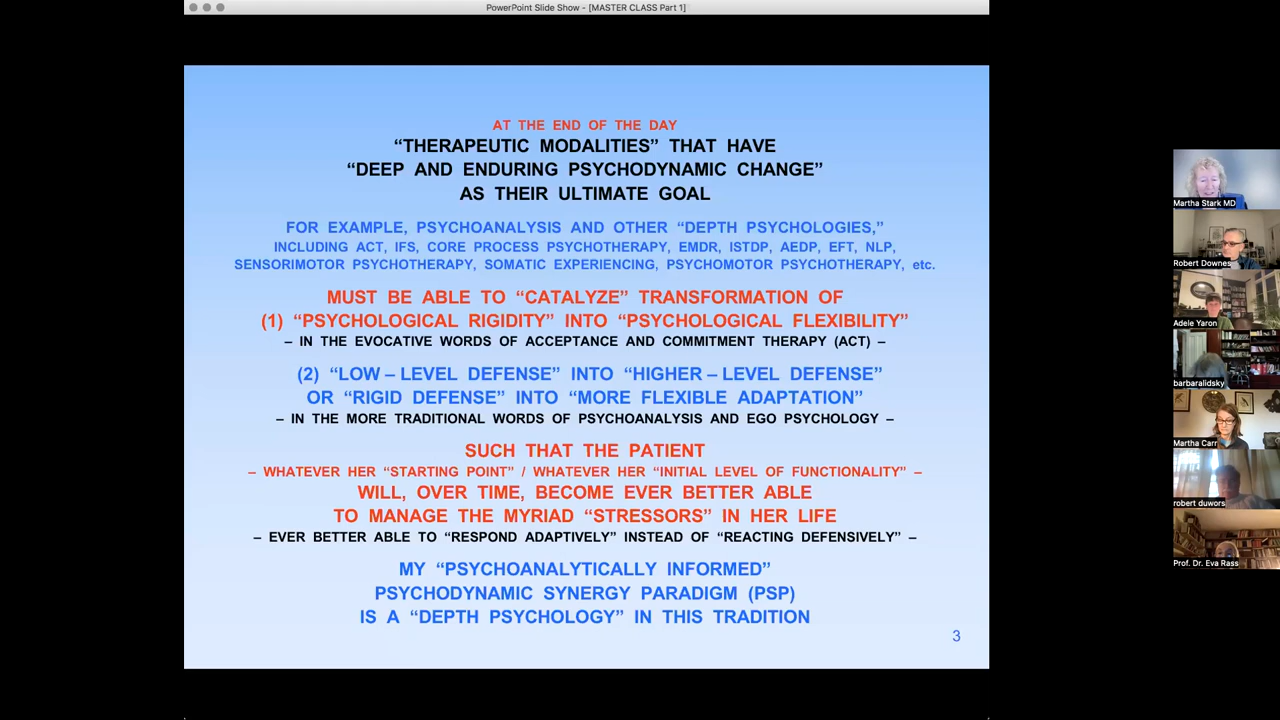 PowerPoint Slide Show - [MASTER CLASS Part 1]
AT THE END OF THE DAY
“THERAPEUTIC MODALITIES” THAT HAVE
“DEEP AND ENDURING PSYCHODYNAMIC CHANGE”
AS THEIR ULTIMATE GOAL
FOR EXAMPLE, PSYCHOANALYSIS AND OTHER “DEPTH PSYCHOLOGIES,”
INCLUDING ACT, IFS, CORE PROCESS PSYCHOTHERAPY, EMDR, ISTDP, AEDP, EFT, NLP,
SENSORIMOTOR PSYCHOTHERAPY, SOMATIC EXPERIENCING, PSYCHOMOTOR PSYCHOTHERAPY, etc.
MUST BE ABLE TO “CATALYZE” TRANSFORMATION OF
(1) “PSYCHOLOGICAL RIGIDITY” INTO “PSYCHOLOGICAL FLEXIBILITY”
– IN THE EVOCATIVE WORDS OF ACCEPTANCE AND COMMITMENT THERAPY (ACT) –
(2) “LOW – LEVEL DEFENSE” INTO “HIGHER – LEVEL DEFENSE”
OR “RIGID DEFENSE” INTO “MORE FLEXIBLE ADAPTATION”
– IN THE MORE TRADITIONAL WORDS OF PSYCHOANALYSIS AND EGO PSYCHOLOGY –
SUCH THAT THE PATIENT
– WHATEVER HER “STARTING POINT” / WHATEVER HER “INITIAL LEVEL OF FUNCTIONALITY” –
WILL, OVER TIME, BECOME EVER BETTER ABLE
TO MANAGE THE MYRIAD “STRESSORS” IN HER LIFE
– EVER BETTER ABLE TO “RESPOND ADAPTIVELY” INSTEAD OF “REACTING DEFENSIVELY” –
MY “PSYCHOANALYTICALLY INFORMED”
PSYCHODYNAMIC SYNERGY PARADIGM (PSP)
IS A “DEPTH PSYCHOLOGY” IN THIS TRADITION
3
Martha Stark MD
Robert Downes
Adele Yaron
barbaralidsky
Martha Carr
robert duwors
Prof. Dr. Eva Rass